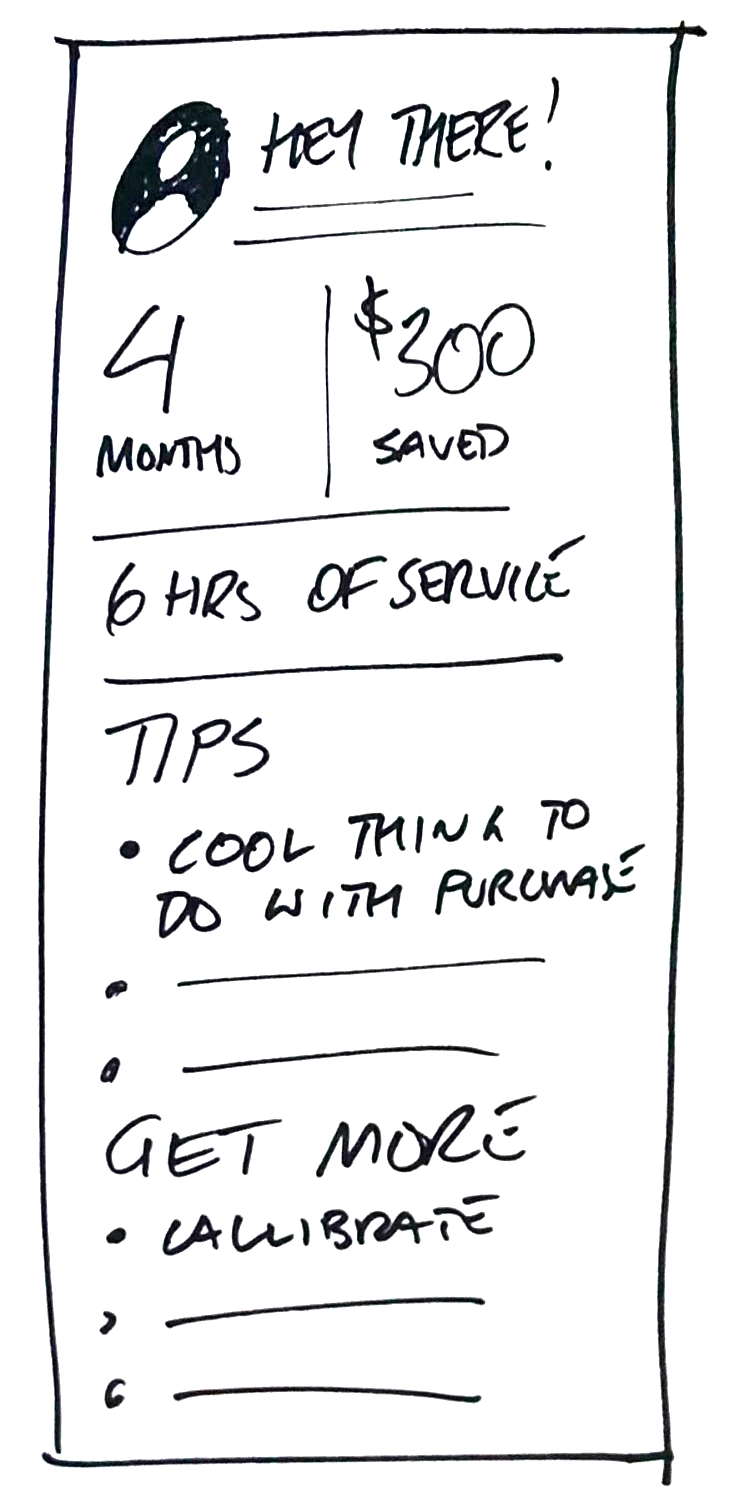 HEY THERE!
4
MONTHS
$300
SAVED
6 HRS OF SERVICE
TIPS
• COOL THING TO
DO WITH PURCHASE
•
•
GET MORE
• CALLIBRATE
•
•